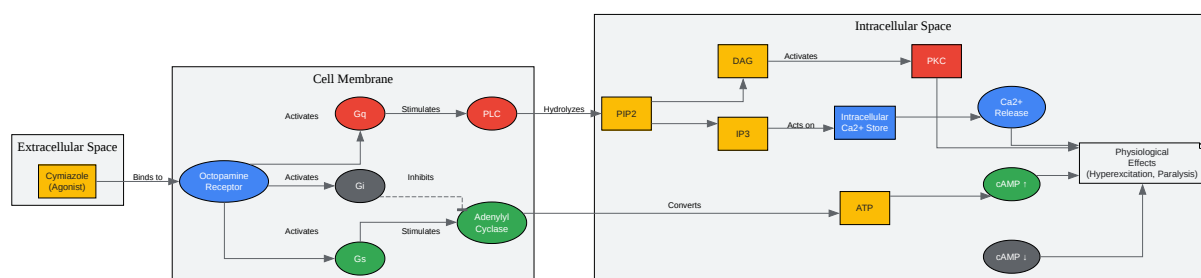 Intracellular Space
Cell Membrane
Extracellular Space
Cymiazole
(Agonist)
Binds to
Octopamine
Receptor
Activates
Gq
Stimulates
PLC
Hydrolyzes
Activates
Gi
Inhibits
Activates
Gs
Stimulates
Adenylyl
Cyclase
Converts
PIP2
DAG
Activates
PKC
IP3
Acts on
Intracellular
Ca2+ Store
Ca2+
Release
ATP
cAMP ↑
cAMP ↓
Physiological
Effects
(Hyperexcitation, Paralysis)